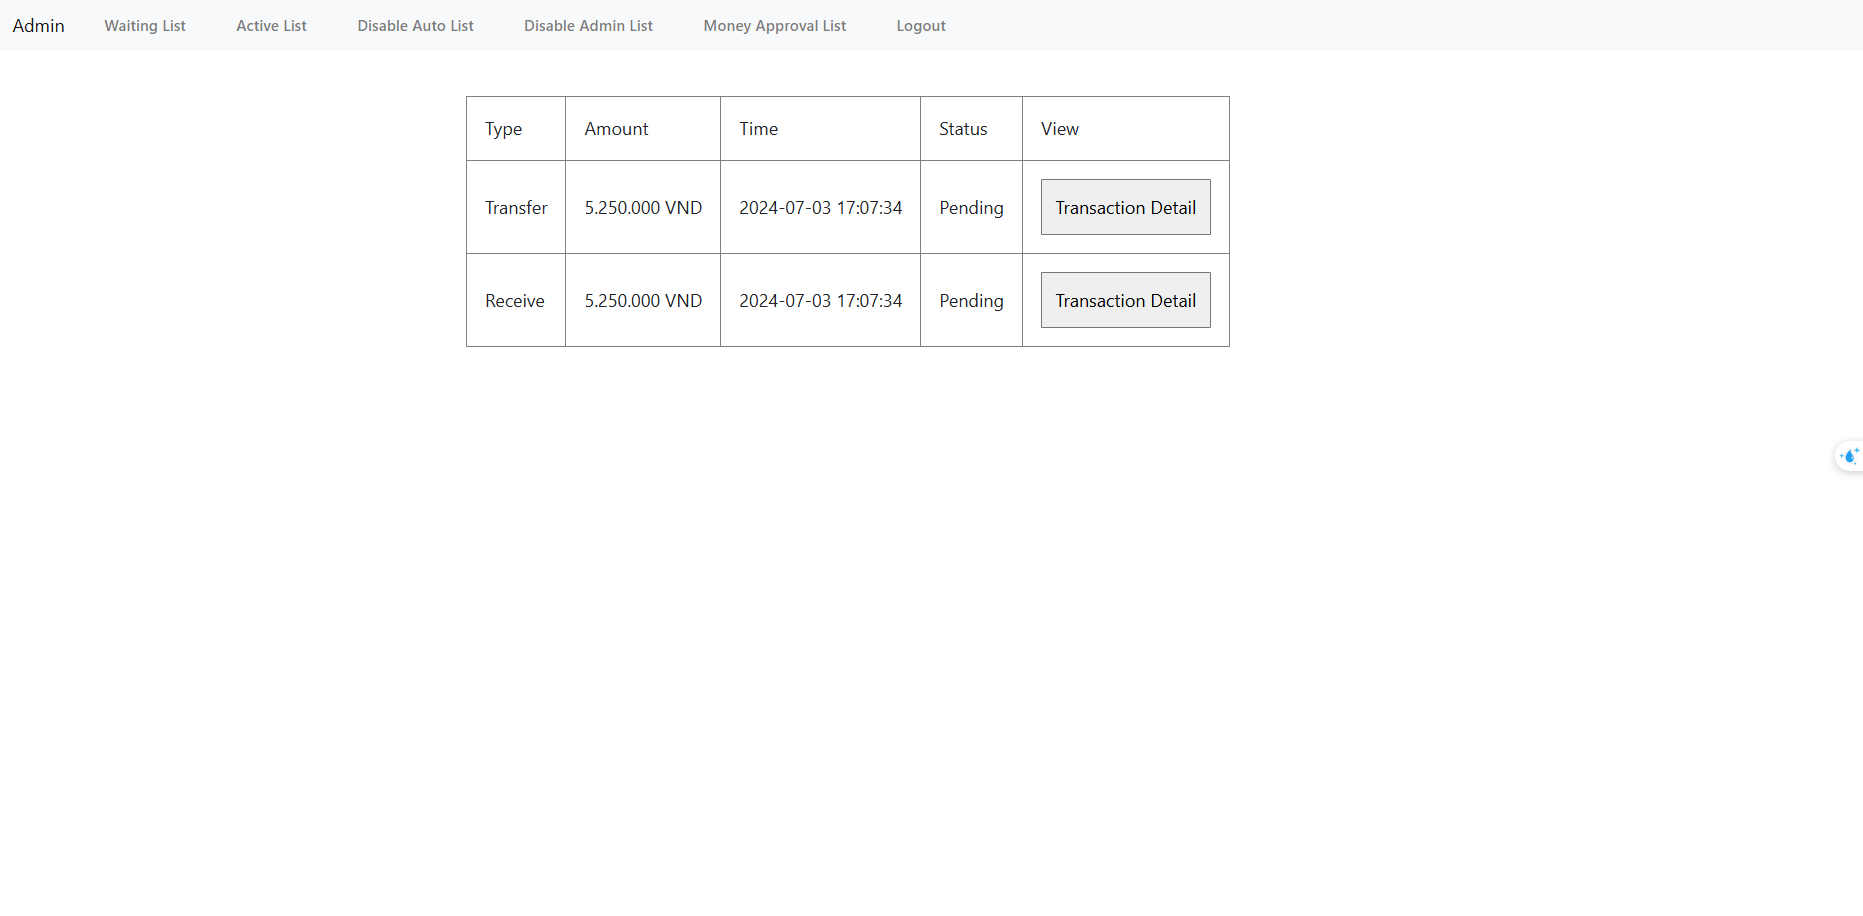 Admin Waiting List Active List Disable Auto List Disable Admin List Money Approval List Logout
Type Amount Time Status View
Transfer 5.250.000 VND 2024-07-03 17:07:34 Pending Transaction Detail
Receive 5.250.000 VND 2024-07-03 17:07:34 Pending Transaction Detail